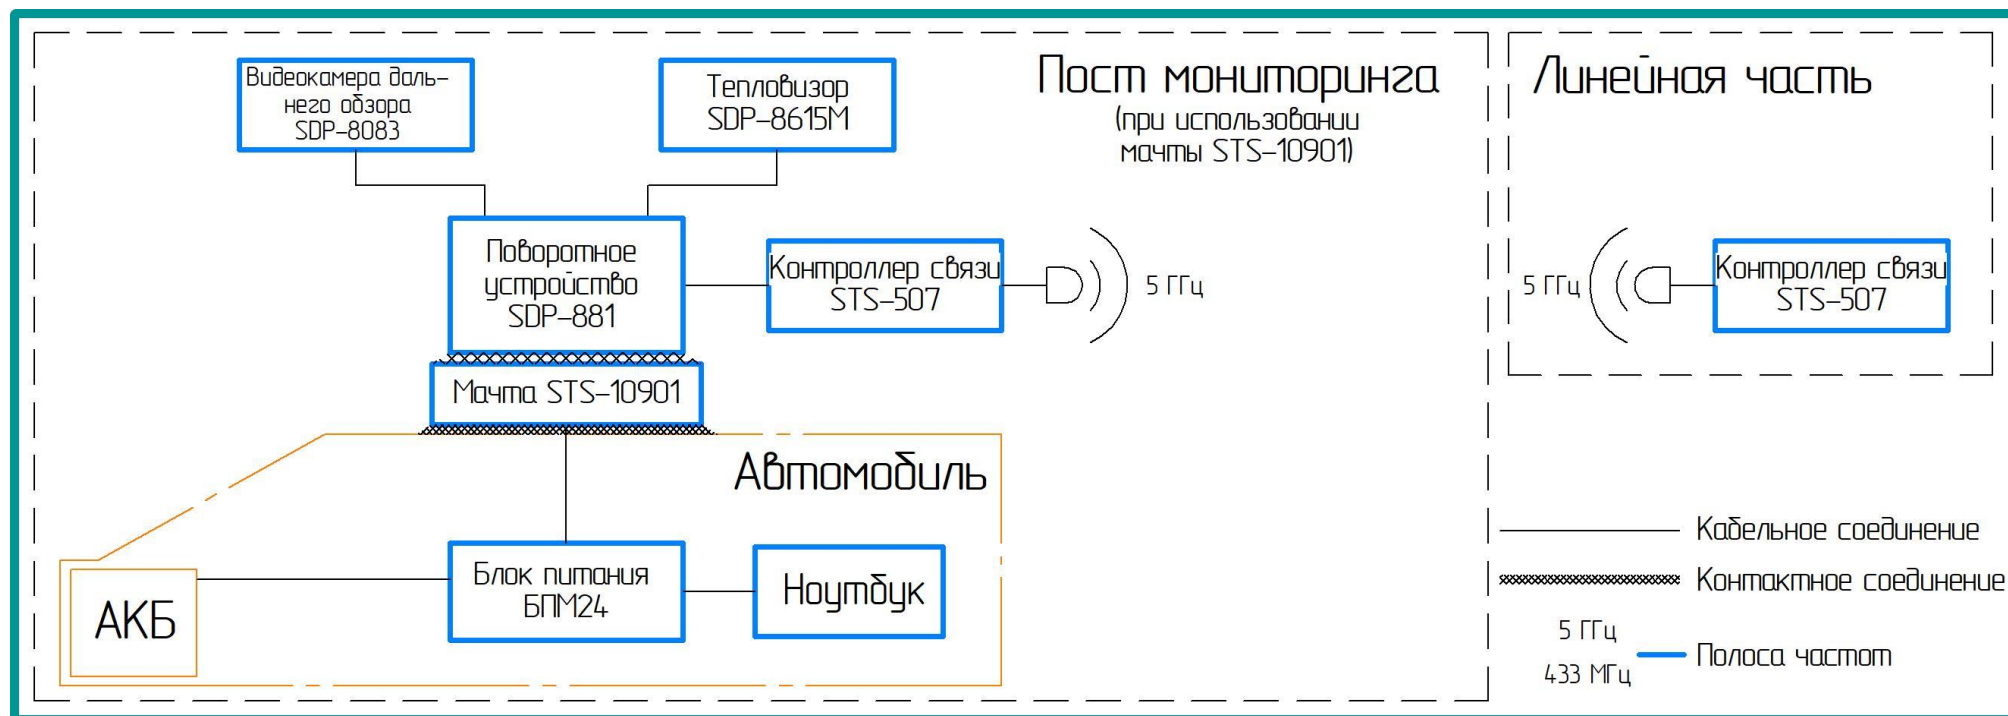 Видеокамера даль-
него обзора
SDP-8083
Тепловизор
SDP-8615М
Пост мониторинга
(при использовании
мачты STS-10901)
Линейная часть
Поворотное
устройство
SDP-881
Контроллер связи
STS-507
5 ГГц
5 ГГц
Контроллер связи
STS-507
Мачта STS-10901
Автомобиль
АКБ
Блок питания
БПМ24
Ноутбук
Кабельное соединение
Контактное соединение
5 ГГц
433 МГц
Полоса частот